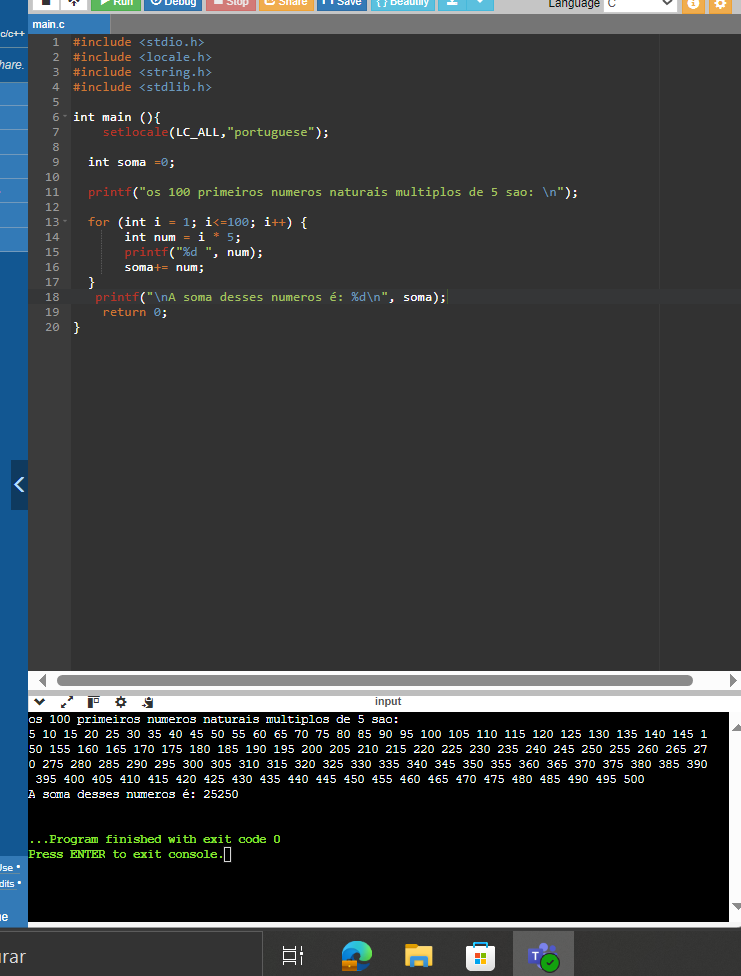 Run Debug Stop Share Save {} Beautify Language C
main.c
c/c++
hare.
1 #include <stdio.h>
2 #include <locale.h>
3 #include <string.h>
4 #include <stdlib.h>
5
6 int main (){
7 setlocale(LC_ALL,"portuguese");
8
9 int soma =0;
10
11 printf("os 100 primeiros numeros naturais multiplos de 5 sao: \n");
12
13 for (int i = 1; i<=100; i++) {
14 int num = i * 5;
15 printf("%d ", num);
16 soma+= num;
17 }
18 printf("\nA soma desses numeros é: %d\n", soma);
19 return 0;
20 }
input
os 100 primeiros numeros naturais multiplos de 5 sao:
5 10 15 20 25 30 35 40 45 50 55 60 65 70 75 80 85 90 95 100 105 110 115 120 125 130 135 140 145 1
50 155 160 165 170 175 180 185 190 195 200 205 210 215 220 225 230 235 240 245 250 255 260 265 27
0 275 280 285 290 295 300 305 310 315 320 325 330 335 340 345 350 355 360 365 370 375 380 385 390
395 400 405 410 415 420 425 430 435 440 445 450 455 460 465 470 475 480 485 490 495 500
A soma desses numeros é: 25250
...Program finished with exit code 0
Press ENTER to exit console.
Use •
dits •
ne
rar
T